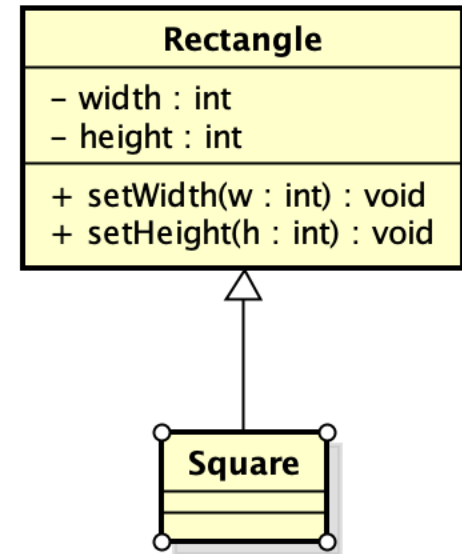 Rectangle
– width : int
– height : int
+ setWidth(w : int) : void
+ setHeight(h : int) : void
Square